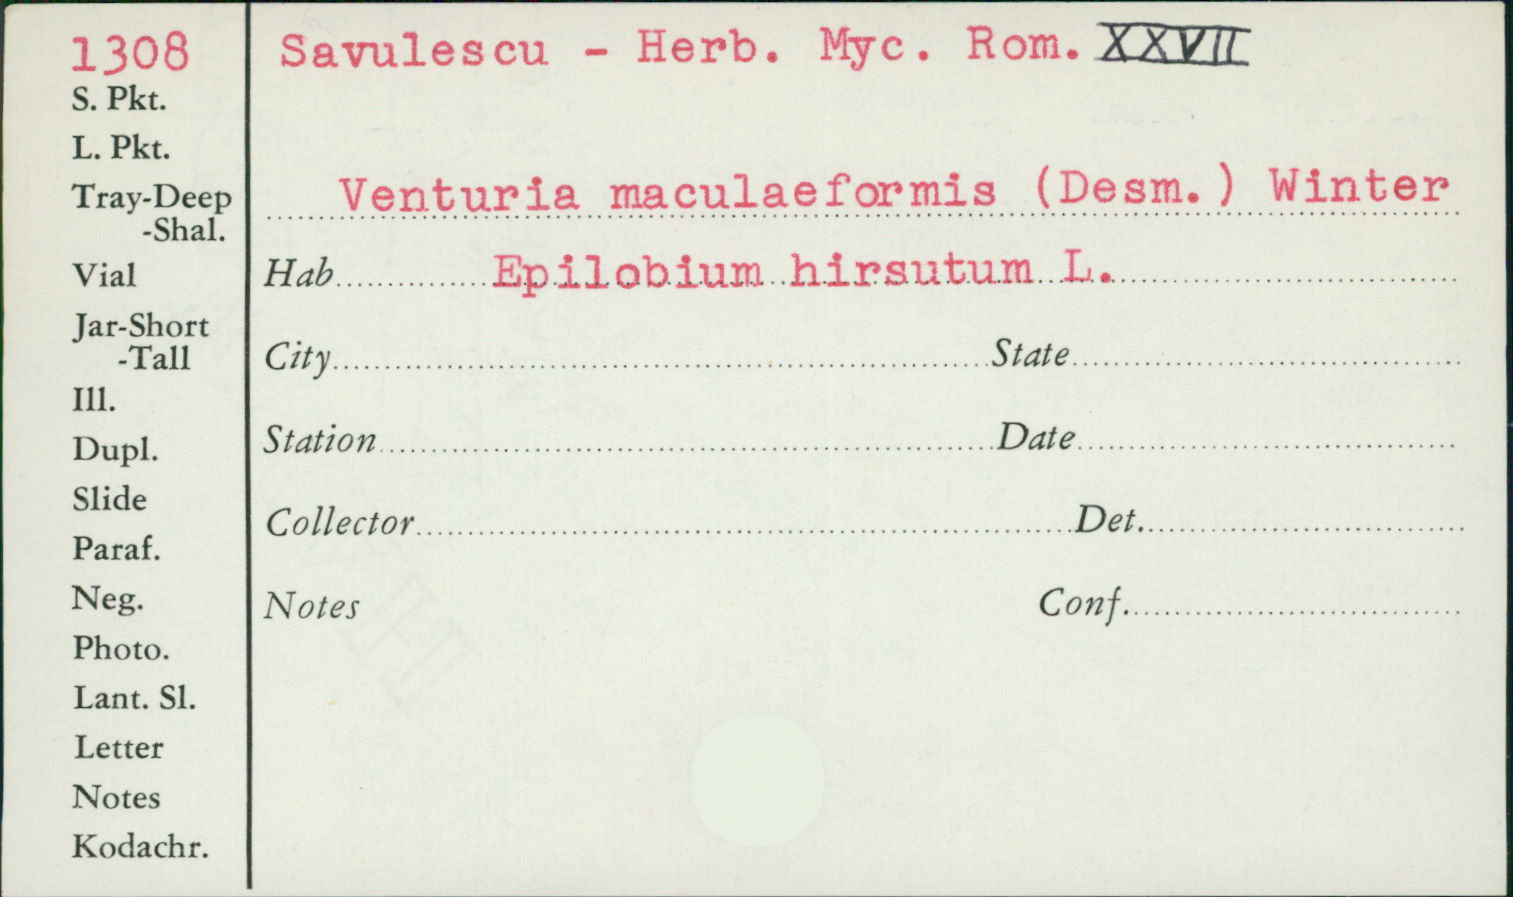 1308 Savulescu - Herb. Myc. Rom. XXVII
S. Pkt.
L. Pkt.
Tray-Deep
-Shal.
Venturia maculaeformis (Desm.) Winter
Vial
Hab Epilobium hirsutum L.
Jar-Short
-Tall
City State
Ill.
Dupl.
Station Date
Slide
Collector Det.
Paraf.
Neg.
Notes Conf.
Photo.
Lant. Sl.
Letter
Notes
Kodachr.